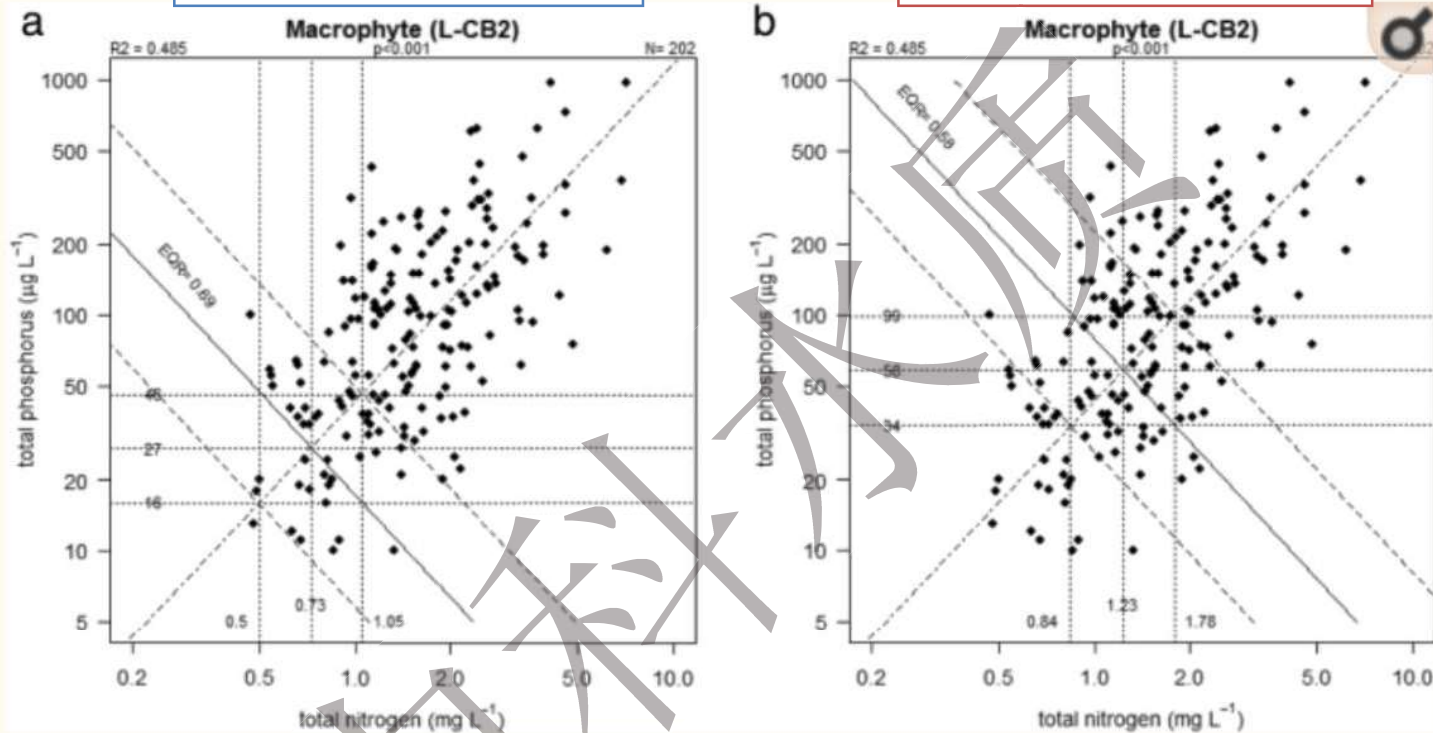 a
Macrophyte (L-CB2)
R2 = 0.485
p<0.001
N= 202
1000
500
200
100
50
20
10
5
total phosphorus (µg L⁻¹)
EQR= 0.69
46
27
16
0.5
0.73
1.05
0.2
0.5
1.0
2.0
5.0
10.0
total nitrogen (mg L⁻¹)
b
Macrophyte (L-CB2)
R2 = 0.485
p<0.001
1000
500
200
100
50
20
10
5
total phosphorus (µg L⁻¹)
EQR= 0.58
99
58
34
0.84
1.23
1.78
0.2
0.5
1.0
2.0
5.0
10.0
total nitrogen (mg L⁻¹)